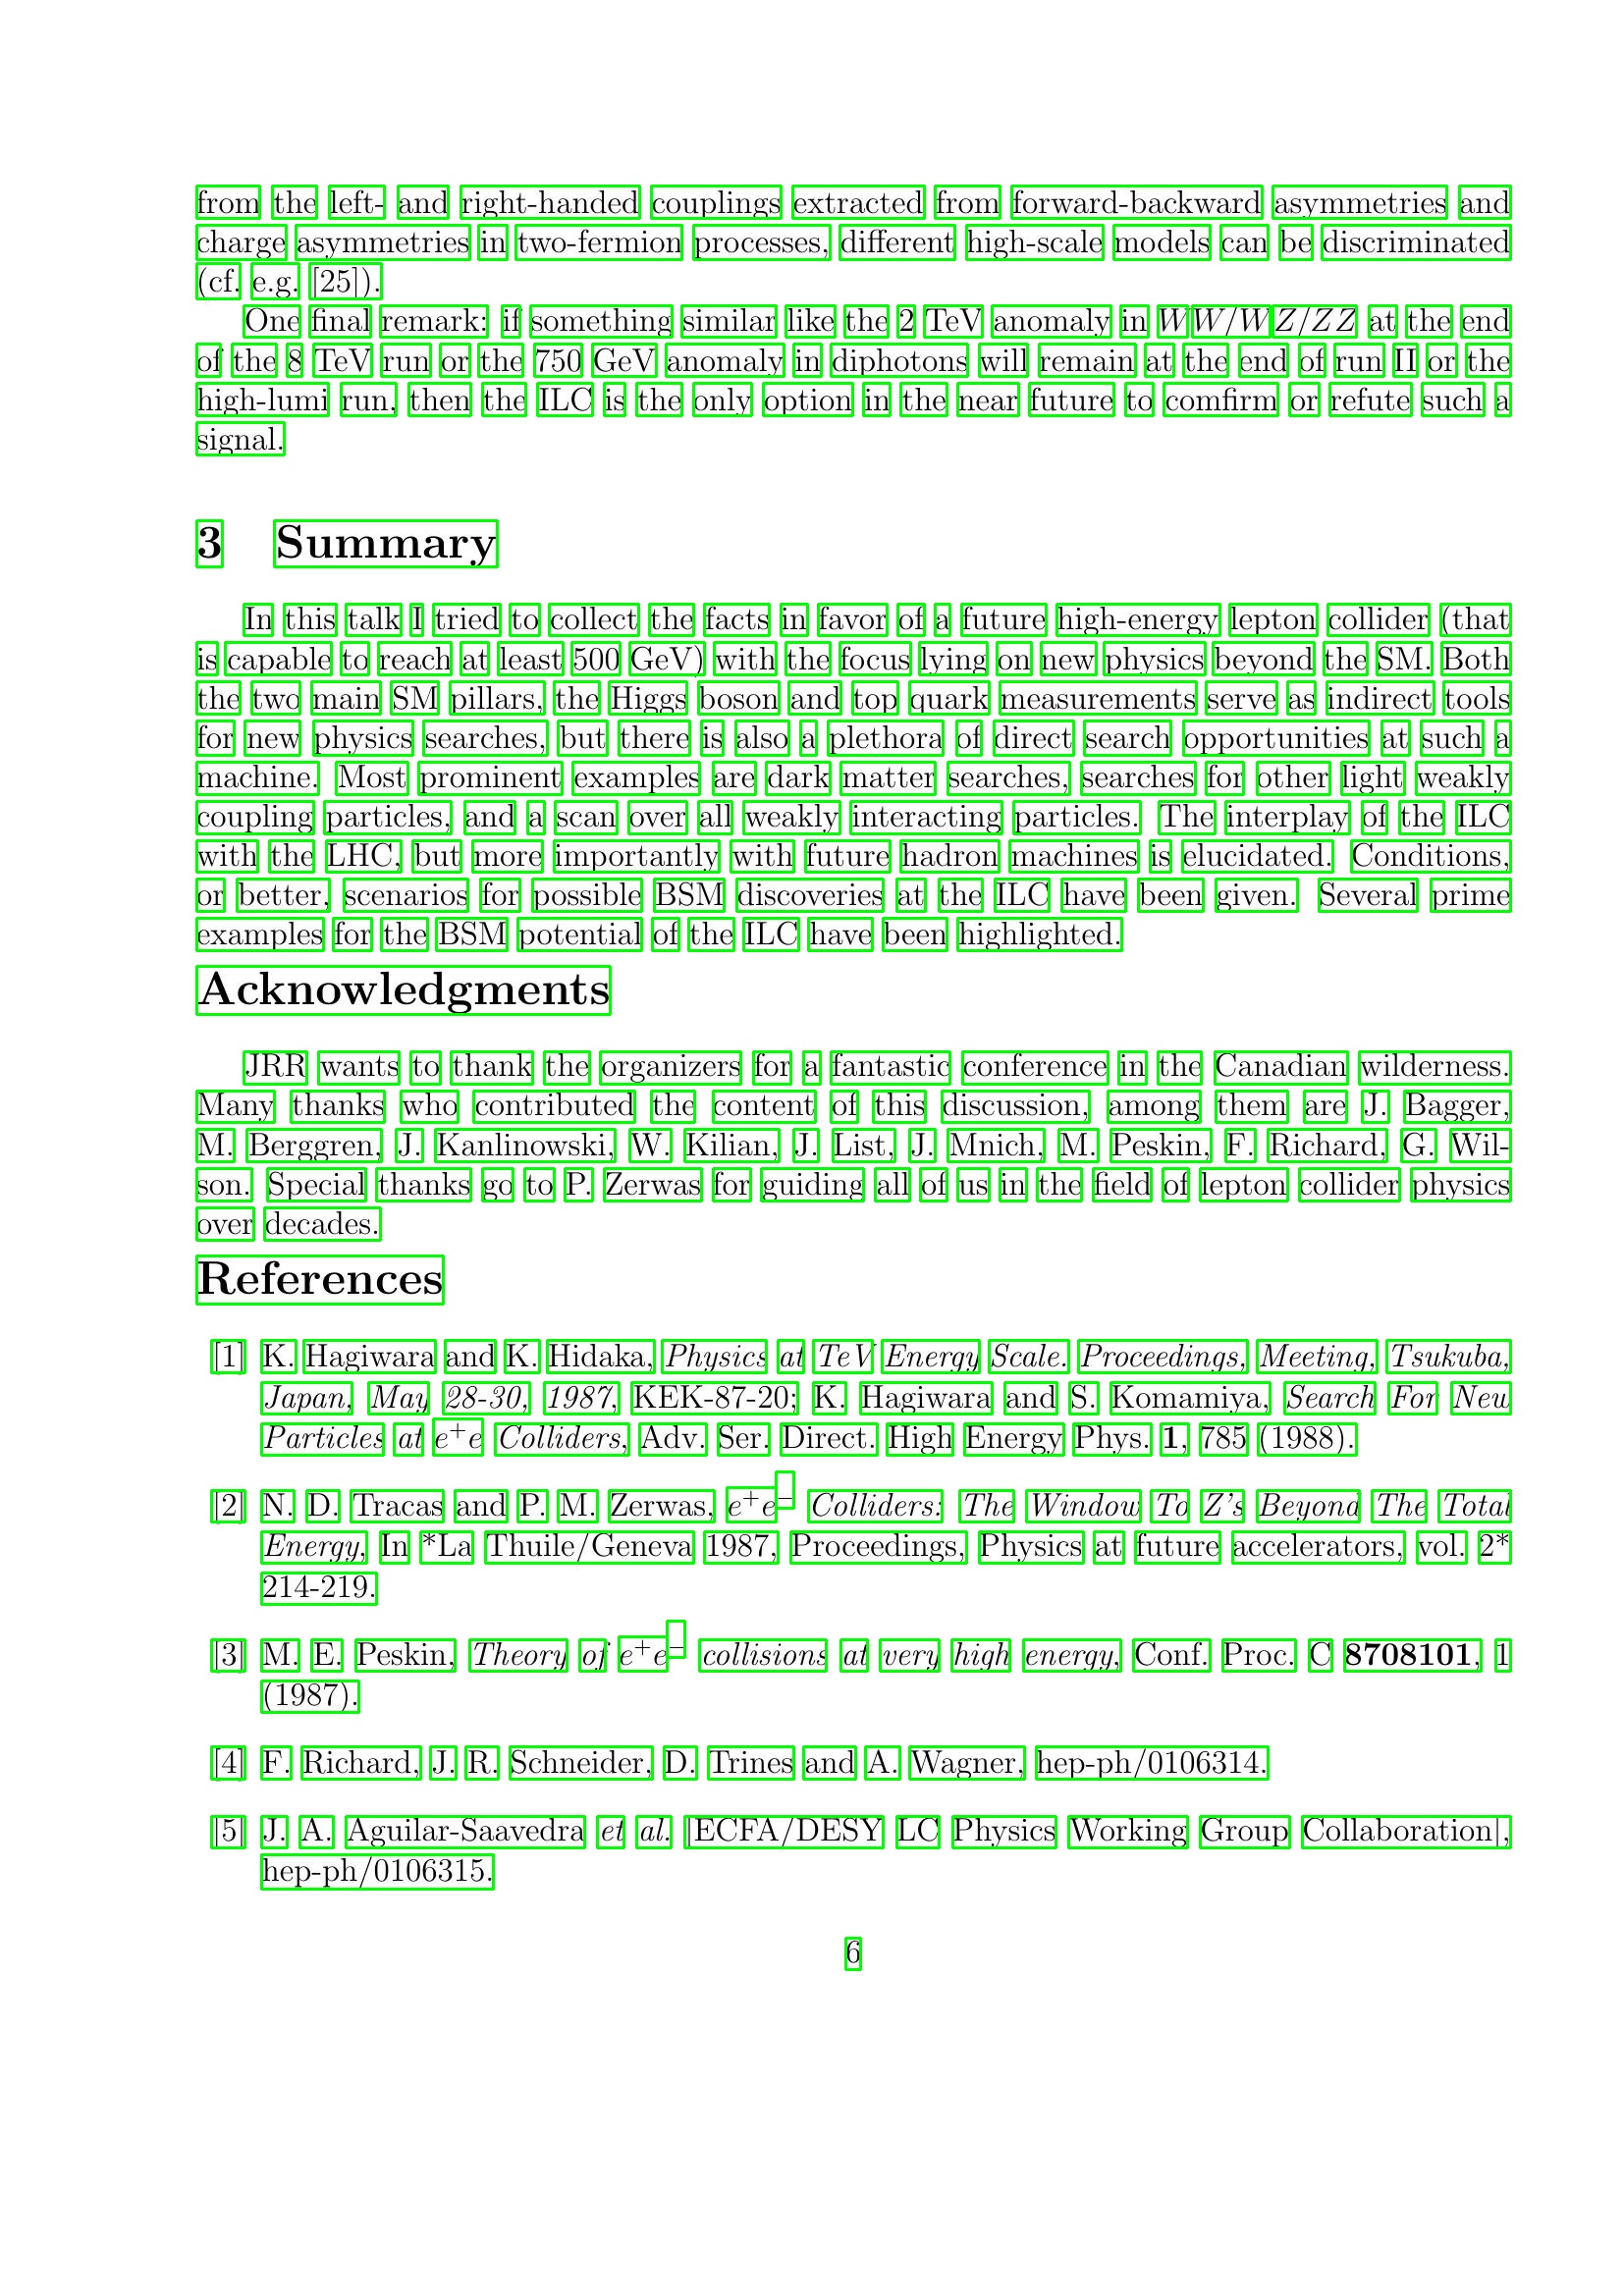 from the left- and right-handed couplings extracted from forward-backward asymmetries and
charge asymmetries in two-fermion processes, different high-scale models can be discriminated
(cf. e.g. [25]).
One final remark: if something similar like the 2 TeV anomaly in WW/WZ/ZZ at the end
of the 8 TeV run or the 750 GeV anomaly in diphotons will remain at the end of run II or the
high-lumi run, then the ILC is the only option in the near future to comfirm or refute such a
signal.
3 Summary
In this talk I tried to collect the facts in favor of a future high-energy lepton collider (that
is capable to reach at least 500 GeV) with the focus lying on new physics beyond the SM. Both
the two main SM pillars, the Higgs boson and top quark measurements serve as indirect tools
for new physics searches, but there is also a plethora of direct search opportunities at such a
machine. Most prominent examples are dark matter searches, searches for other light weakly
coupling particles, and a scan over all weakly interacting particles. The interplay of the ILC
with the LHC, but more importantly with future hadron machines is elucidated. Conditions,
or better, scenarios for possible BSM discoveries at the ILC have been given. Several prime
examples for the BSM potential of the ILC have been highlighted.
Acknowledgments
JRR wants to thank the organizers for a fantastic conference in the Canadian wilderness.
Many thanks who contributed the content of this discussion, among them are J. Bagger,
M. Berggren, J. Kanlinowski, W. Kilian, J. List, J. Mnich, M. Peskin, F. Richard, G. Wil-
son. Special thanks go to P. Zerwas for guiding all of us in the field of lepton collider physics
over decades.
References
[1] K. Hagiwara and K. Hidaka, Physics at TeV Energy Scale. Proceedings, Meeting, Tsukuba,
Japan, May 28-30, 1987, KEK-87-20; K. Hagiwara and S. Komamiya, Search For New
Particles at e⁺e Colliders, Adv. Ser. Direct. High Energy Phys. 1, 785 (1988).
[2] N. D. Tracas and P. M. Zerwas, e⁺e⁻ Colliders: The Window To Z's Beyond The Total
Energy, In *La Thuile/Geneva 1987, Proceedings, Physics at future accelerators, vol. 2*
214-219.
[3] M. E. Peskin, Theory of e⁺e⁻ collisions at very high energy, Conf. Proc. C 8708101, 1
(1987).
[4] F. Richard, J. R. Schneider, D. Trines and A. Wagner, hep-ph/0106314.
[5] J. A. Aguilar-Saavedra et al. [ECFA/DESY LC Physics Working Group Collaboration],
hep-ph/0106315.
6